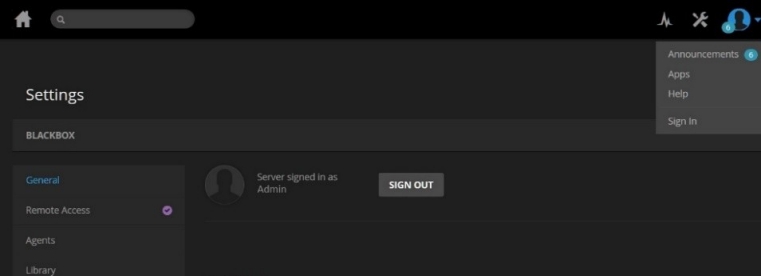 6
Announcements 6
Apps
Help
Sign In
Settings
BLACKBOX
General
Remote Access
Agents
Library
Server signed in as
Admin
SIGN OUT